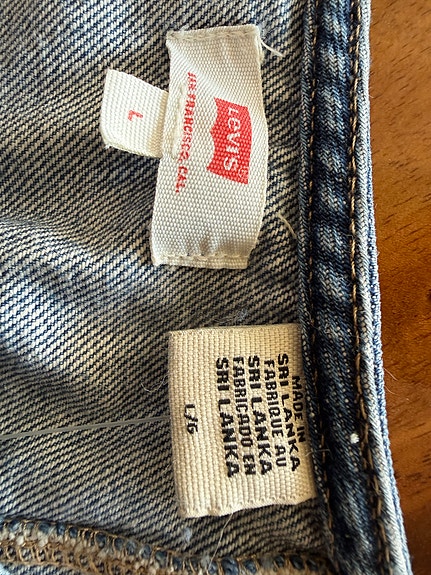 LEVI'S
SAN FRANCISCO, CAL.
L
MADE IN
SRI LANKA
FABRIQUE AU
SRI LANKA
FABRICADO EN
SRI LANKA
L/G